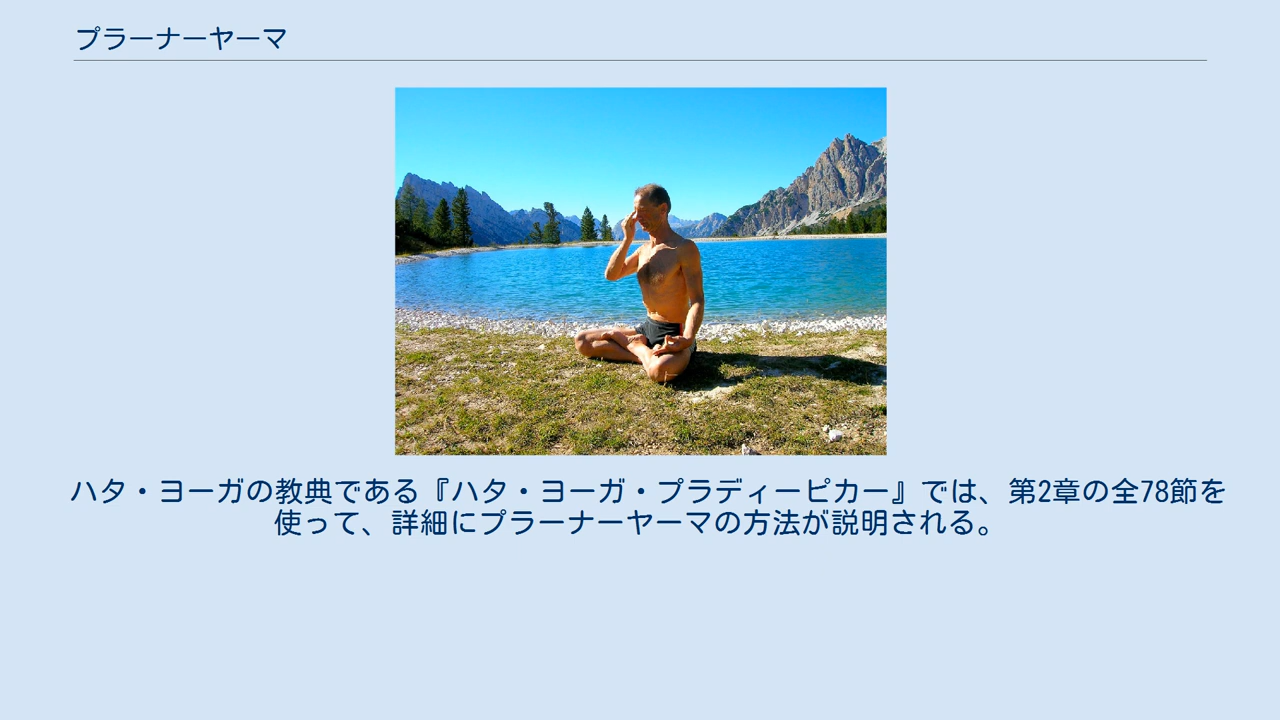 プラーナーヤーマ
ハタ・ヨーガの教典である『ハタ・ヨーガ・プラディーピカー』では、第2章の全78節を
使って、詳細にプラーナーヤーマの方法が説明される。